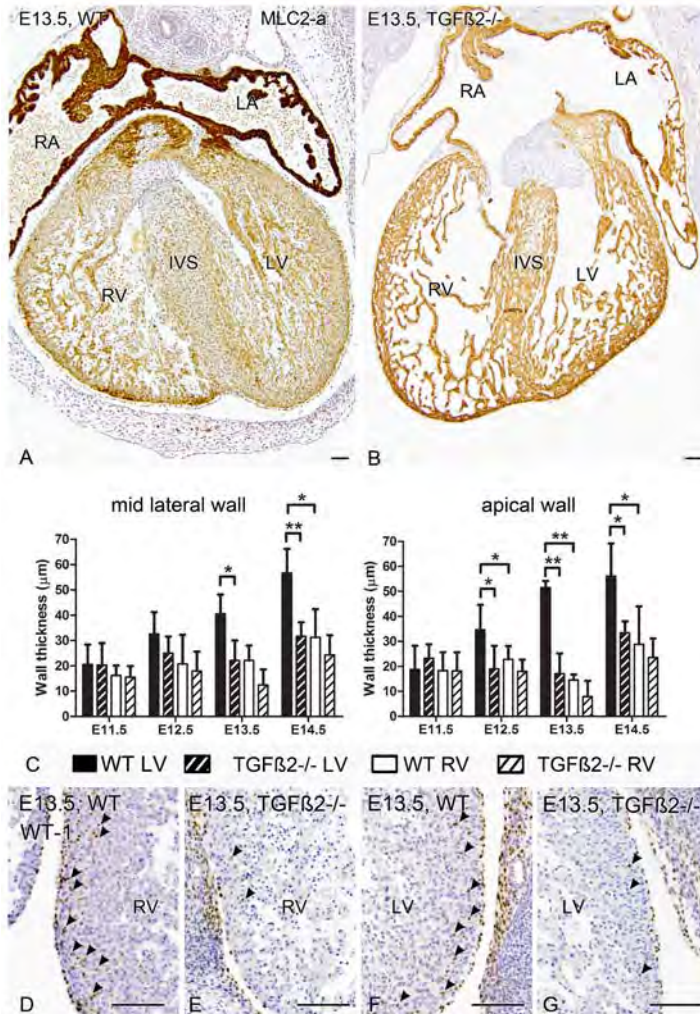 E13.5, WT MLC2-a
RA
LA
RV
IVS
LV
A
E13.5, TGFß2-/-
RA
LA
RV
IVS
LV
B
mid lateral wall
Wall thickness (µm)
70
60
50
40
30
20
10
0
*
**
*
E11.5 E12.5 E13.5 E14.5
apical wall
Wall thickness (µm)
70
60
50
40
30
20
10
0
*
*
**
**
*
*
E11.5 E12.5 E13.5 E14.5
C WT LV TGFß2-/- LV WT RV TGFß2-/- RV
E13.5, WT
WT-1
RV
D
E13.5, TGFß2-/-
RV
E
E13.5, WT
LV
F
E13.5, TGFß2-/-
LV
G